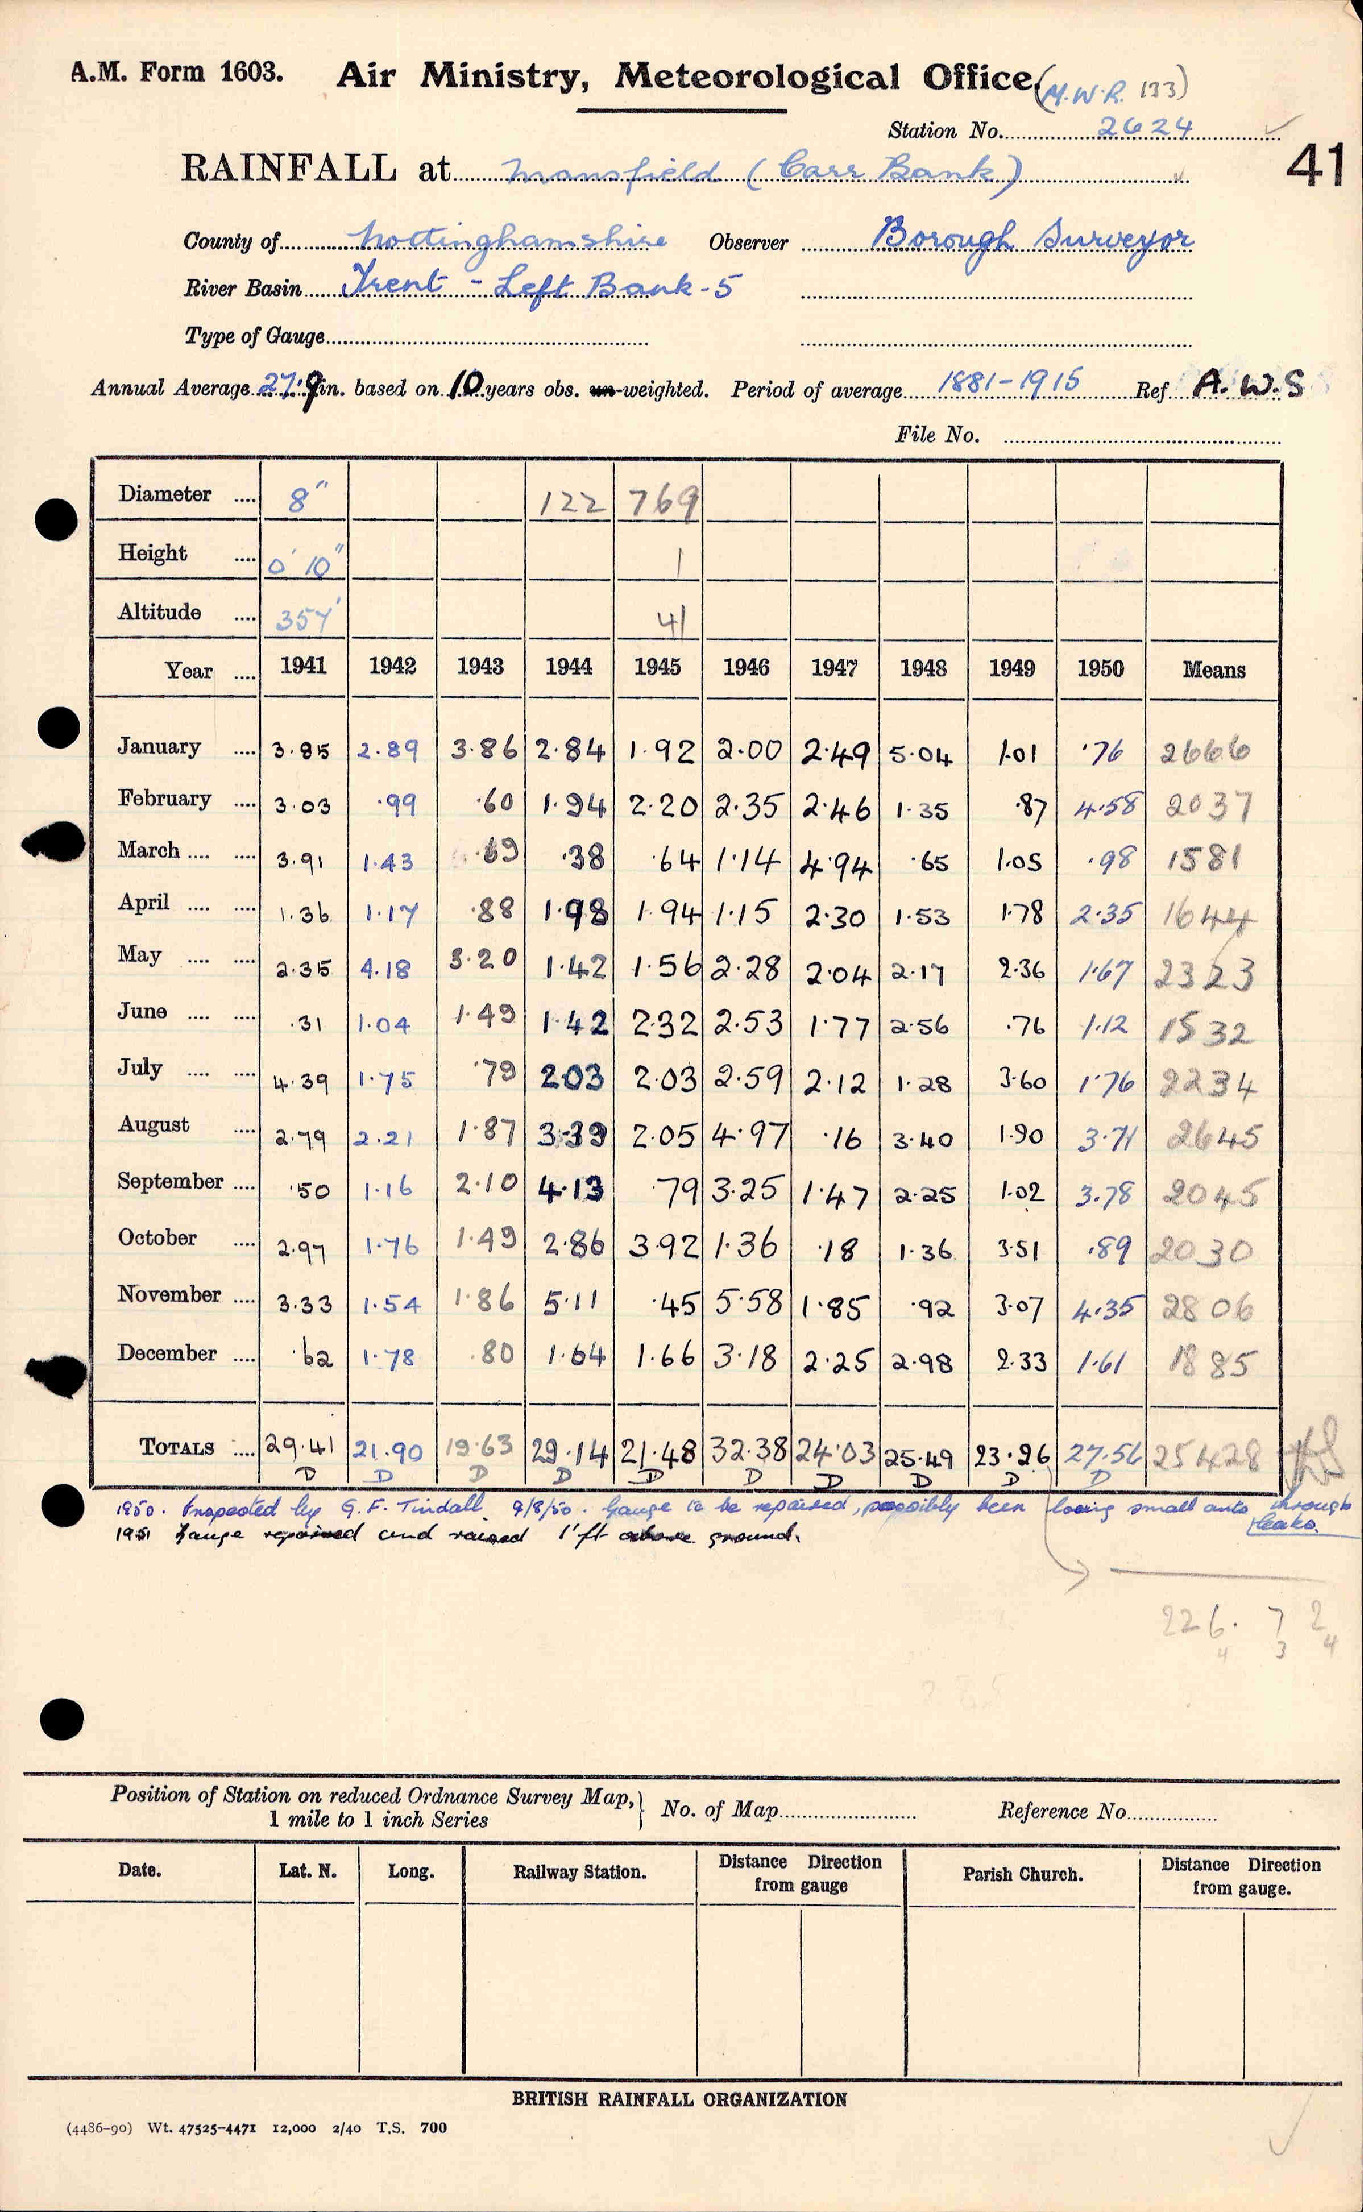 A.M. Form 1603. Air Ministry, Meteorological Office. (M.W.R. 133)
Station No. 2624
41
RAINFALL at Mansfield (Carr Bank)
County of Nottinghamshire Observer Borough Surveyor
River Basin Trent - Left Bank - 5
Type of Gauge
Annual Average 27.9 in. based on 10 years obs. un-weighted. Period of average 1881-1915 Ref A.W.S
File No.
Diameter 8" 122 769
Height 0' 10" 1
Altitude 357' 41
Year 1941 1942 1943 1944 1945 1946 1947 1948 1949 1950 Means
January 3.85 2.89 3.86 2.84 1.92 2.00 2.49 5.04 1.01 .76 2666
February 3.03 .99 .60 1.94 2.20 2.35 2.46 1.35 .87 4.58 2037
March 3.91 1.43 .69 .38 .64 1.14 4.94 .65 1.05 .98 1581
April 1.36 1.17 .88 1.98 1.94 1.15 2.30 1.53 1.78 2.35 1644
May 2.35 4.18 3.20 1.42 1.56 2.28 2.04 2.17 2.36 1.67 2323
June .31 1.04 1.49 1.42 2.32 2.53 1.77 2.56 .76 1.12 1532
July 4.39 1.75 .79 2.03 2.03 2.59 2.12 1.28 3.60 1.76 2234
August 2.79 2.21 1.87 3.39 2.05 4.97 .16 3.40 1.90 3.71 2645
September .50 1.16 2.10 4.13 .79 3.25 1.47 2.25 1.02 3.78 2045
October 2.97 1.76 1.49 2.86 3.92 1.36 .18 1.36 3.51 .89 2030
November 3.33 1.54 1.86 5.11 .45 5.58 1.85 .92 3.07 4.35 2806
December .62 1.78 .80 1.64 1.66 3.18 2.25 2.98 2.33 1.61 1885
TOTALS 29.41 21.90 19.63 29.14 21.48 32.38 24.03 25.49 23.26 27.56 25428
D D D D D D D D D D
1950. Inspected by G. F. Tindall. 9/8/50. Gauge to be repaired, possibly been losing small amts through leaks.
1951 Gauge repaired and raised 1' ft above ground.
226. 7 2
4 3 4
Position of Station on reduced Ordnance Survey Map, 1 mile to 1 inch Series } No. of Map Reference No.
Date. Lat. N. Long. Railway Station. Distance Direction from gauge Parish Church. Distance Direction from gauge.
BRITISH RAINFALL ORGANIZATION
(4486-90) Wt. 47525-4471 12,000 2/40 T.S. 700